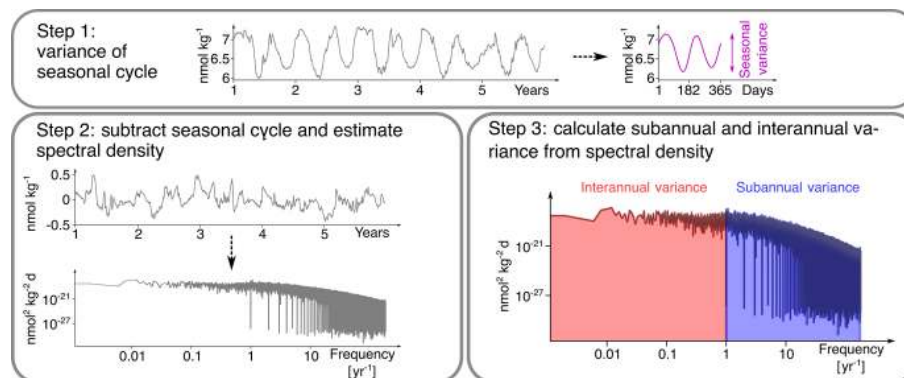 Step 1:
variance of
seasonal cycle
nmol kg⁻¹
7
6.5
6
1
2
3
4
5
Years
nmol kg⁻¹
7
6.5
6
1
182
365
Days
Seasonal
variance
Step 2: subtract seasonal cycle and estimate
spectral density
nmol kg⁻¹
0.5
0
-0.5
1
2
3
4
5
Years
nmol² kg⁻² d
10⁻²¹
10⁻²⁷
0.01
0.1
1
10
Frequency
[yr⁻¹]
Step 3: calculate subannual and interannual va-
riance from spectral density
Interannual variance
Subannual variance
nmol² kg⁻² d
10⁻²¹
10⁻²⁷
0.01
0.1
1
10
Frequency
[yr⁻¹]